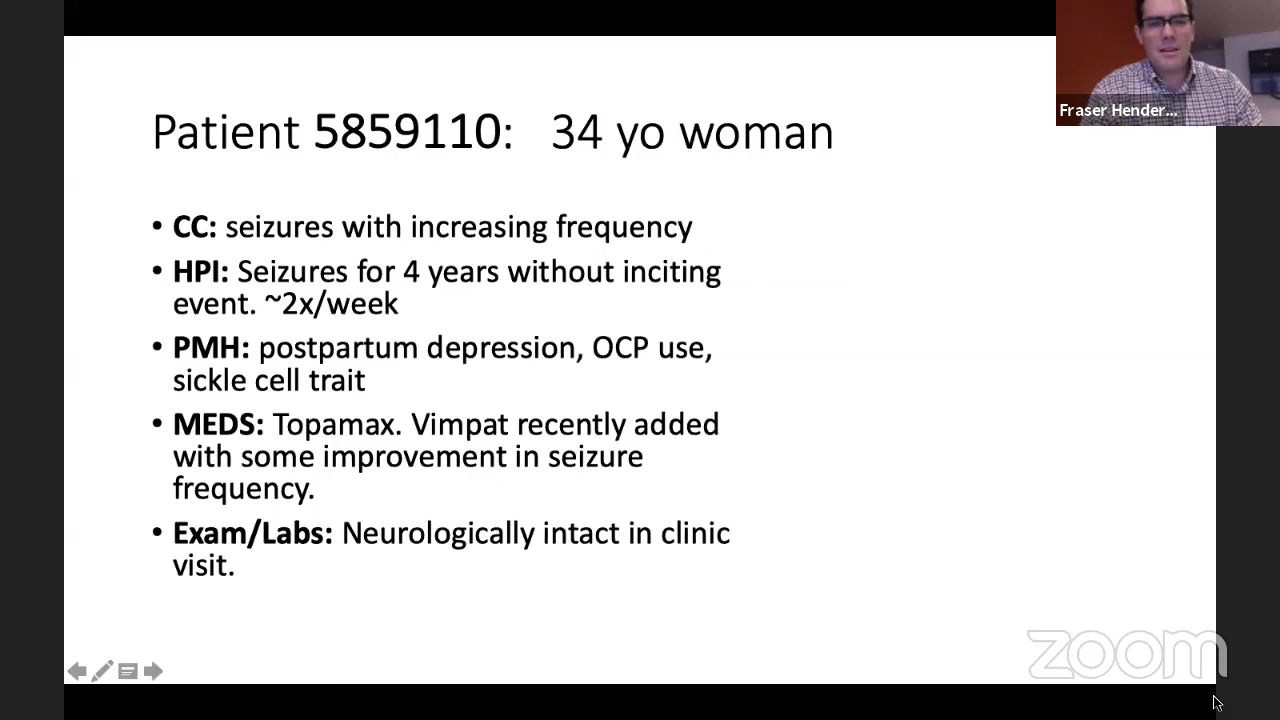 Patient 5859110: 34 yo woman
• CC: seizures with increasing frequency
• HPI: Seizures for 4 years without inciting
event. ~2x/week
• PMH: postpartum depression, OCP use,
sickle cell trait
• MEDS: Topamax. Vimpat recently added
with some improvement in seizure
frequency.
• Exam/Labs: Neurologically intact in clinic
visit.
Fraser Hender...
zoom